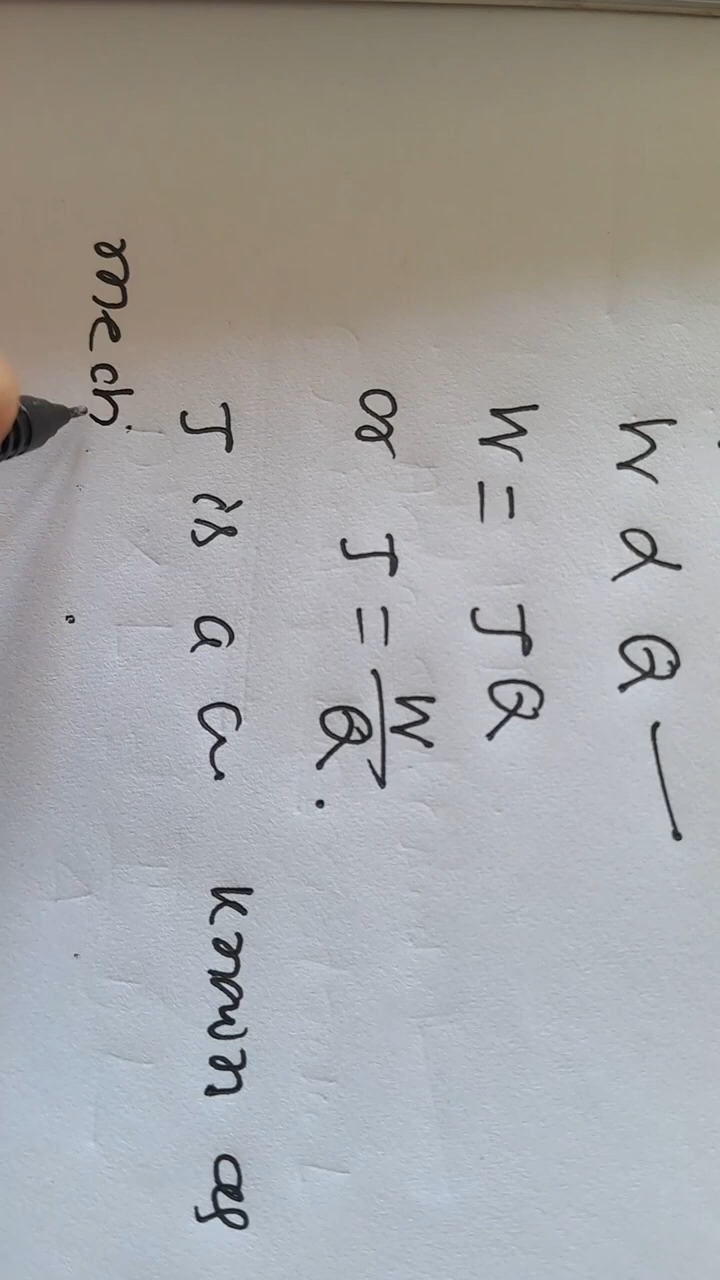 W α Q —
W = JQ
or J = W/Q.
J is a a known as
mech